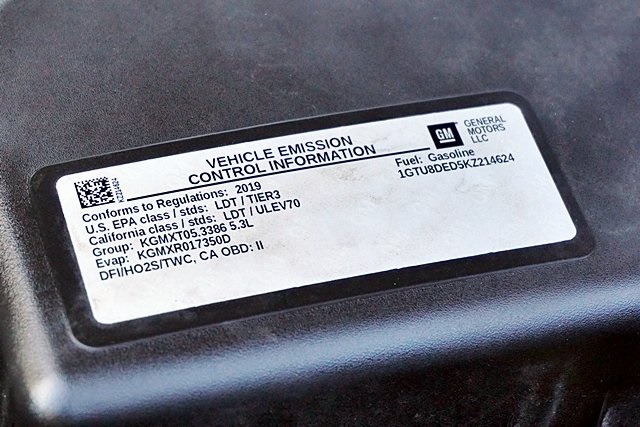 VEHICLE EMISSION
CONTROL INFORMATION
GM
GENERAL
MOTORS
LLC
Conforms to Regulations: 2019
U.S. EPA class / stds: LDT / TIER3
California class / stds: LDT / ULEV70
Group: KGMXT05.3386 5.3L
Evap: KGMXR017350D
DFI/HO2S/TWC, CA OBD: II
Fuel: Gasoline
1GTU8DED5KZ214624